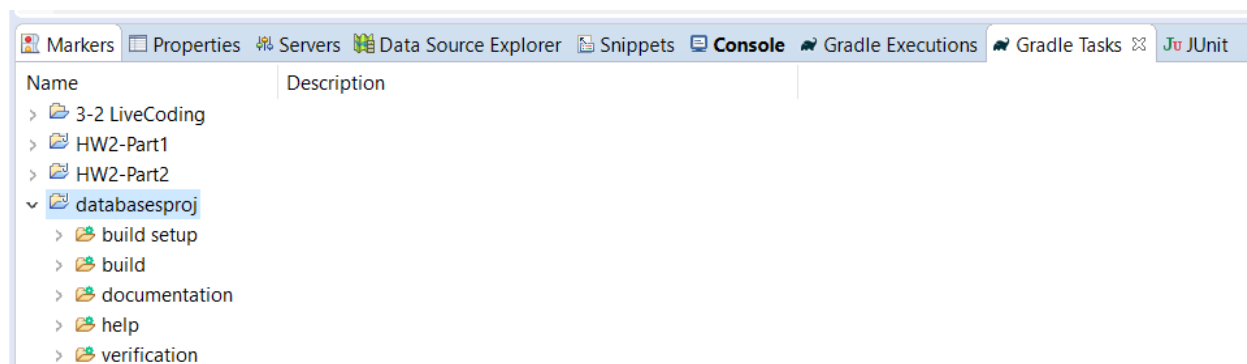 Markers Properties Servers Data Source Explorer Snippets Console Gradle Executions Gradle Tasks Ju JUnit
Name Description
3-2 LiveCoding
HW2-Part1
HW2-Part2
databasesproj
build setup
build
documentation
help
verification